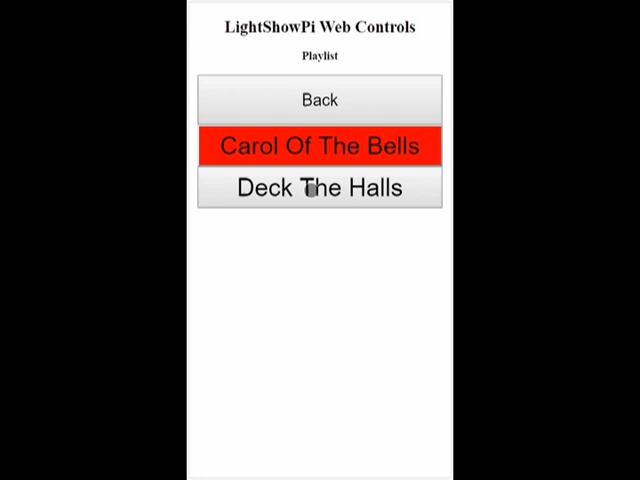 LightShowPi Web Controls
Playlist
Back
Carol Of The Bells
Deck The Halls